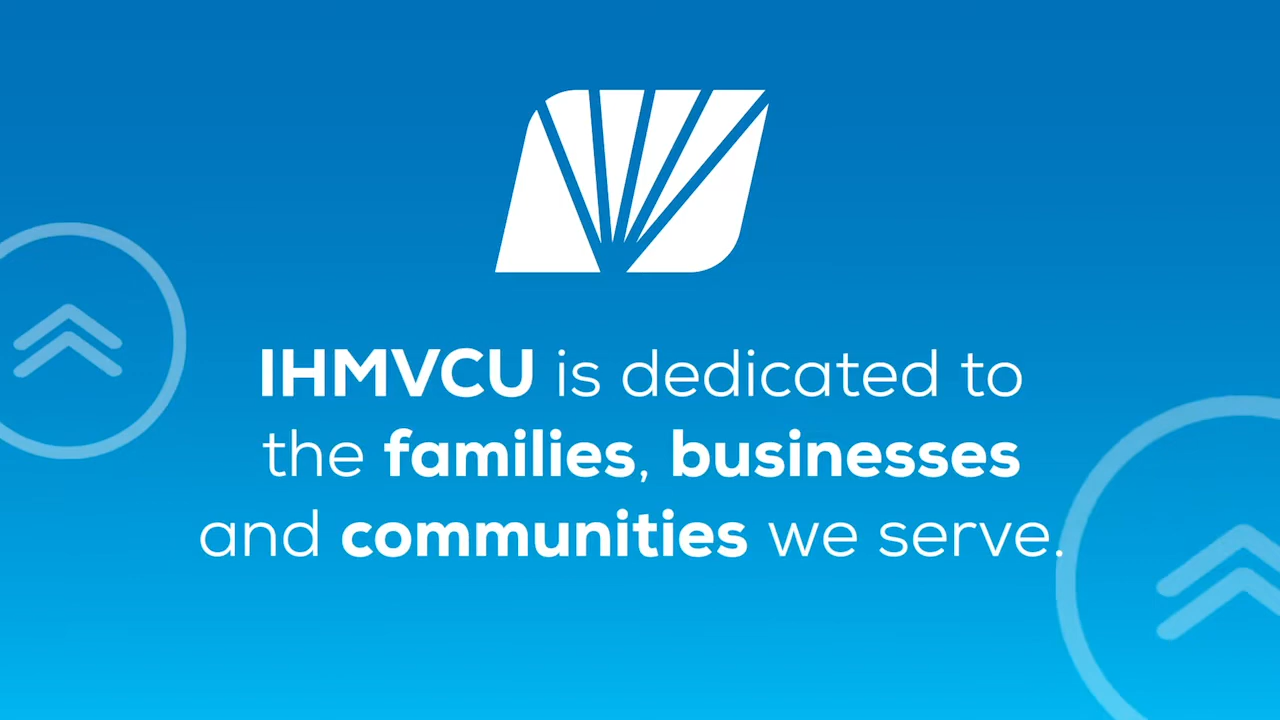 IHMVCU is dedicated to
the families, businesses
and communities we serve.